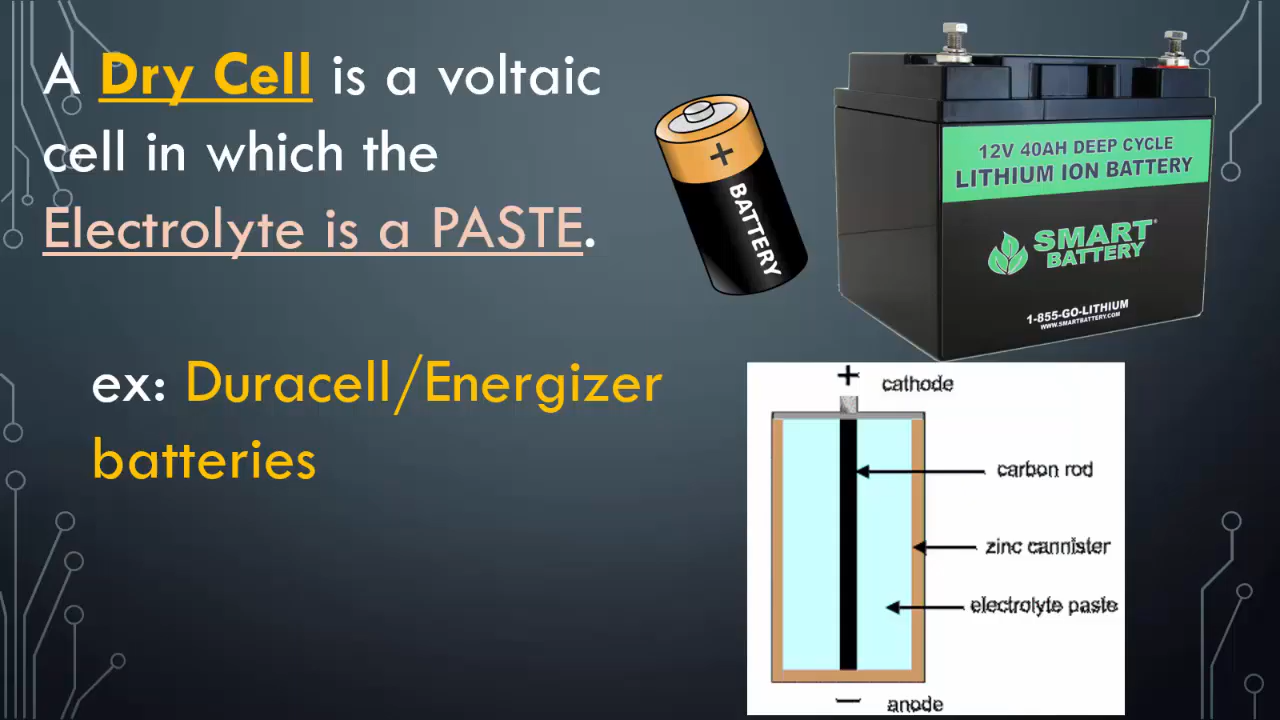 A Dry Cell is a voltaic
cell in which the
Electrolyte is a PASTE.
ex: Duracell/Energizer
batteries
+
BATTERY
12V 40AH DEEP CYCLE
LITHIUM ION BATTERY
SMART
BATTERY
1-855-GO-LITHIUM
WWW.SMARTBATTERY.COM
+ cathode
carbon rod
zinc cannister
electrolyte paste
— anode